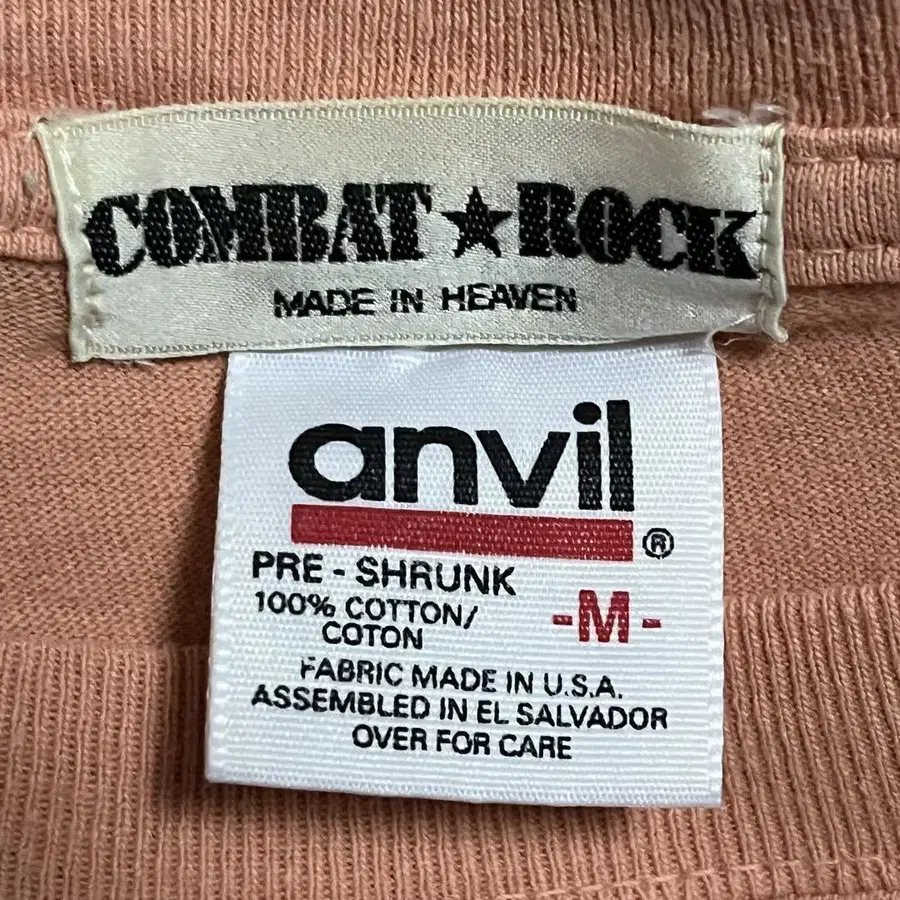 COMBAT★ROCK
MADE IN HEAVEN
anvil
®
PRE - SHRUNK
100% COTTON/
COTON
-M-
FABRIC MADE IN U.S.A.
ASSEMBLED IN EL SALVADOR
OVER FOR CARE